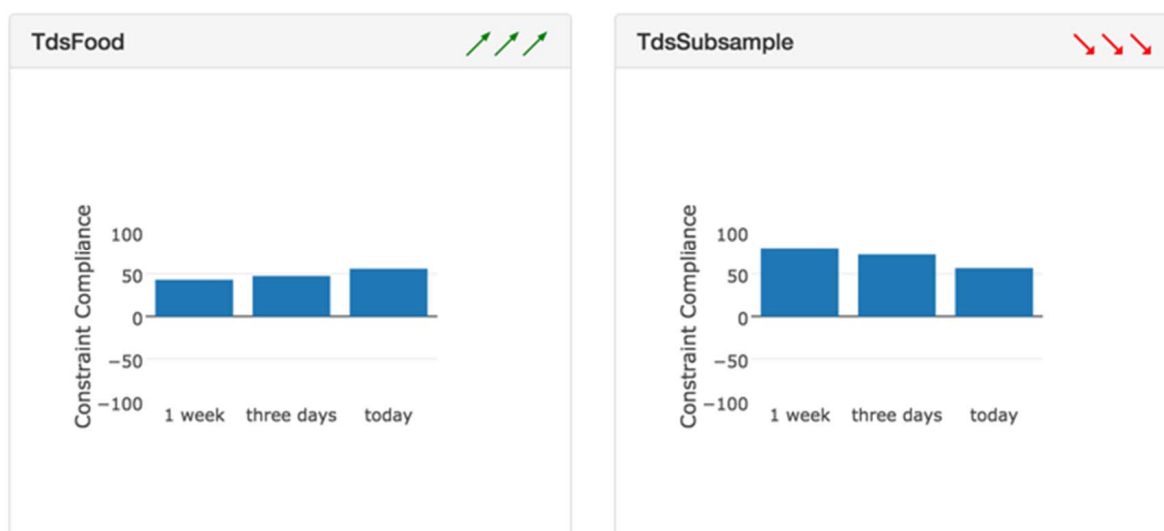 TdsFood
Constraint Compliance
100
50
0
−50
−100
1 week three days today
TdsSubsample
Constraint Compliance
100
50
0
−50
−100
1 week three days today